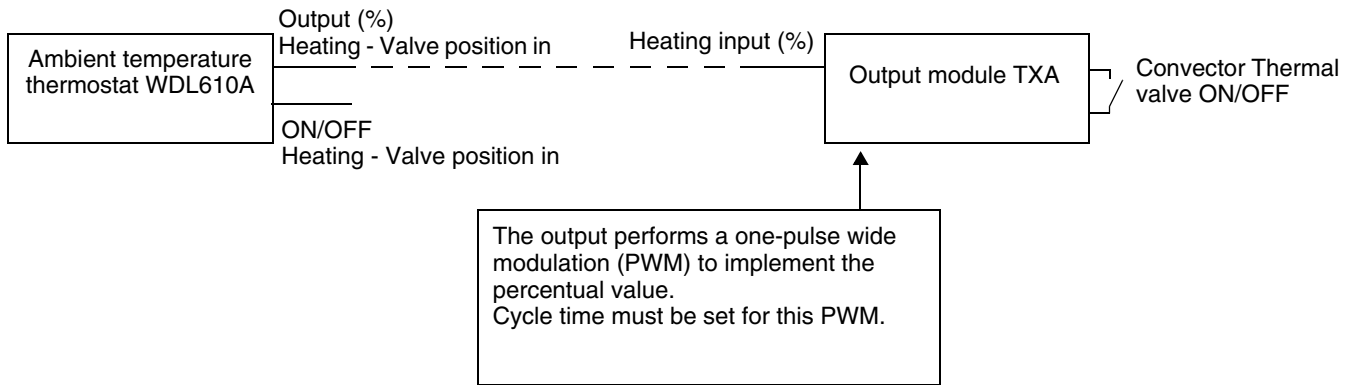 Output (%)
Heating - Valve position in
Heating input (%)
Ambient temperature
thermostat WDL610A
Output module TXA
Convector Thermal
valve ON/OFF
ON/OFF
Heating - Valve position in
The output performs a one-pulse wide
modulation (PWM) to implement the
percentual value.
Cycle time must be set for this PWM.